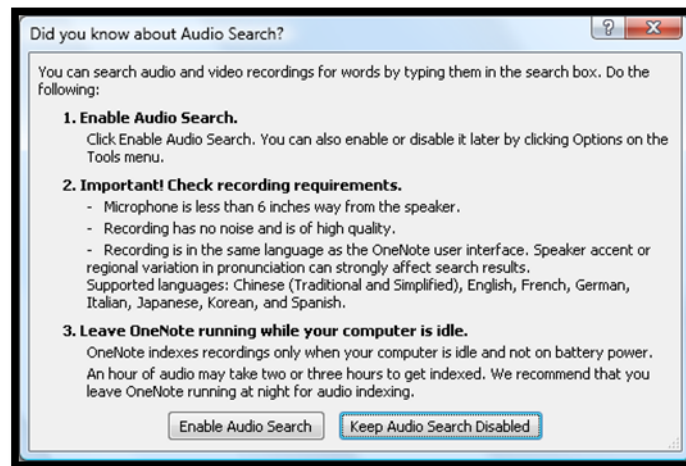 Did you know about Audio Search?
You can search audio and video recordings for words by typing them in the search box. Do the
following:
1. Enable Audio Search.
Click Enable Audio Search. You can also enable or disable it later by clicking Options on the
Tools menu.
2. Important! Check recording requirements.
- Microphone is less than 6 inches way from the speaker.
- Recording has no noise and is of high quality.
- Recording is in the same language as the OneNote user interface. Speaker accent or
regional variation in pronunciation can strongly affect search results.
Supported languages: Chinese (Traditional and Simplified), English, French, German,
Italian, Japanese, Korean, and Spanish.
3. Leave OneNote running while your computer is idle.
OneNote indexes recordings only when your computer is idle and not on battery power.
An hour of audio may take two or three hours to get indexed. We recommend that you
leave OneNote running at night for audio indexing.
Enable Audio Search Keep Audio Search Disabled